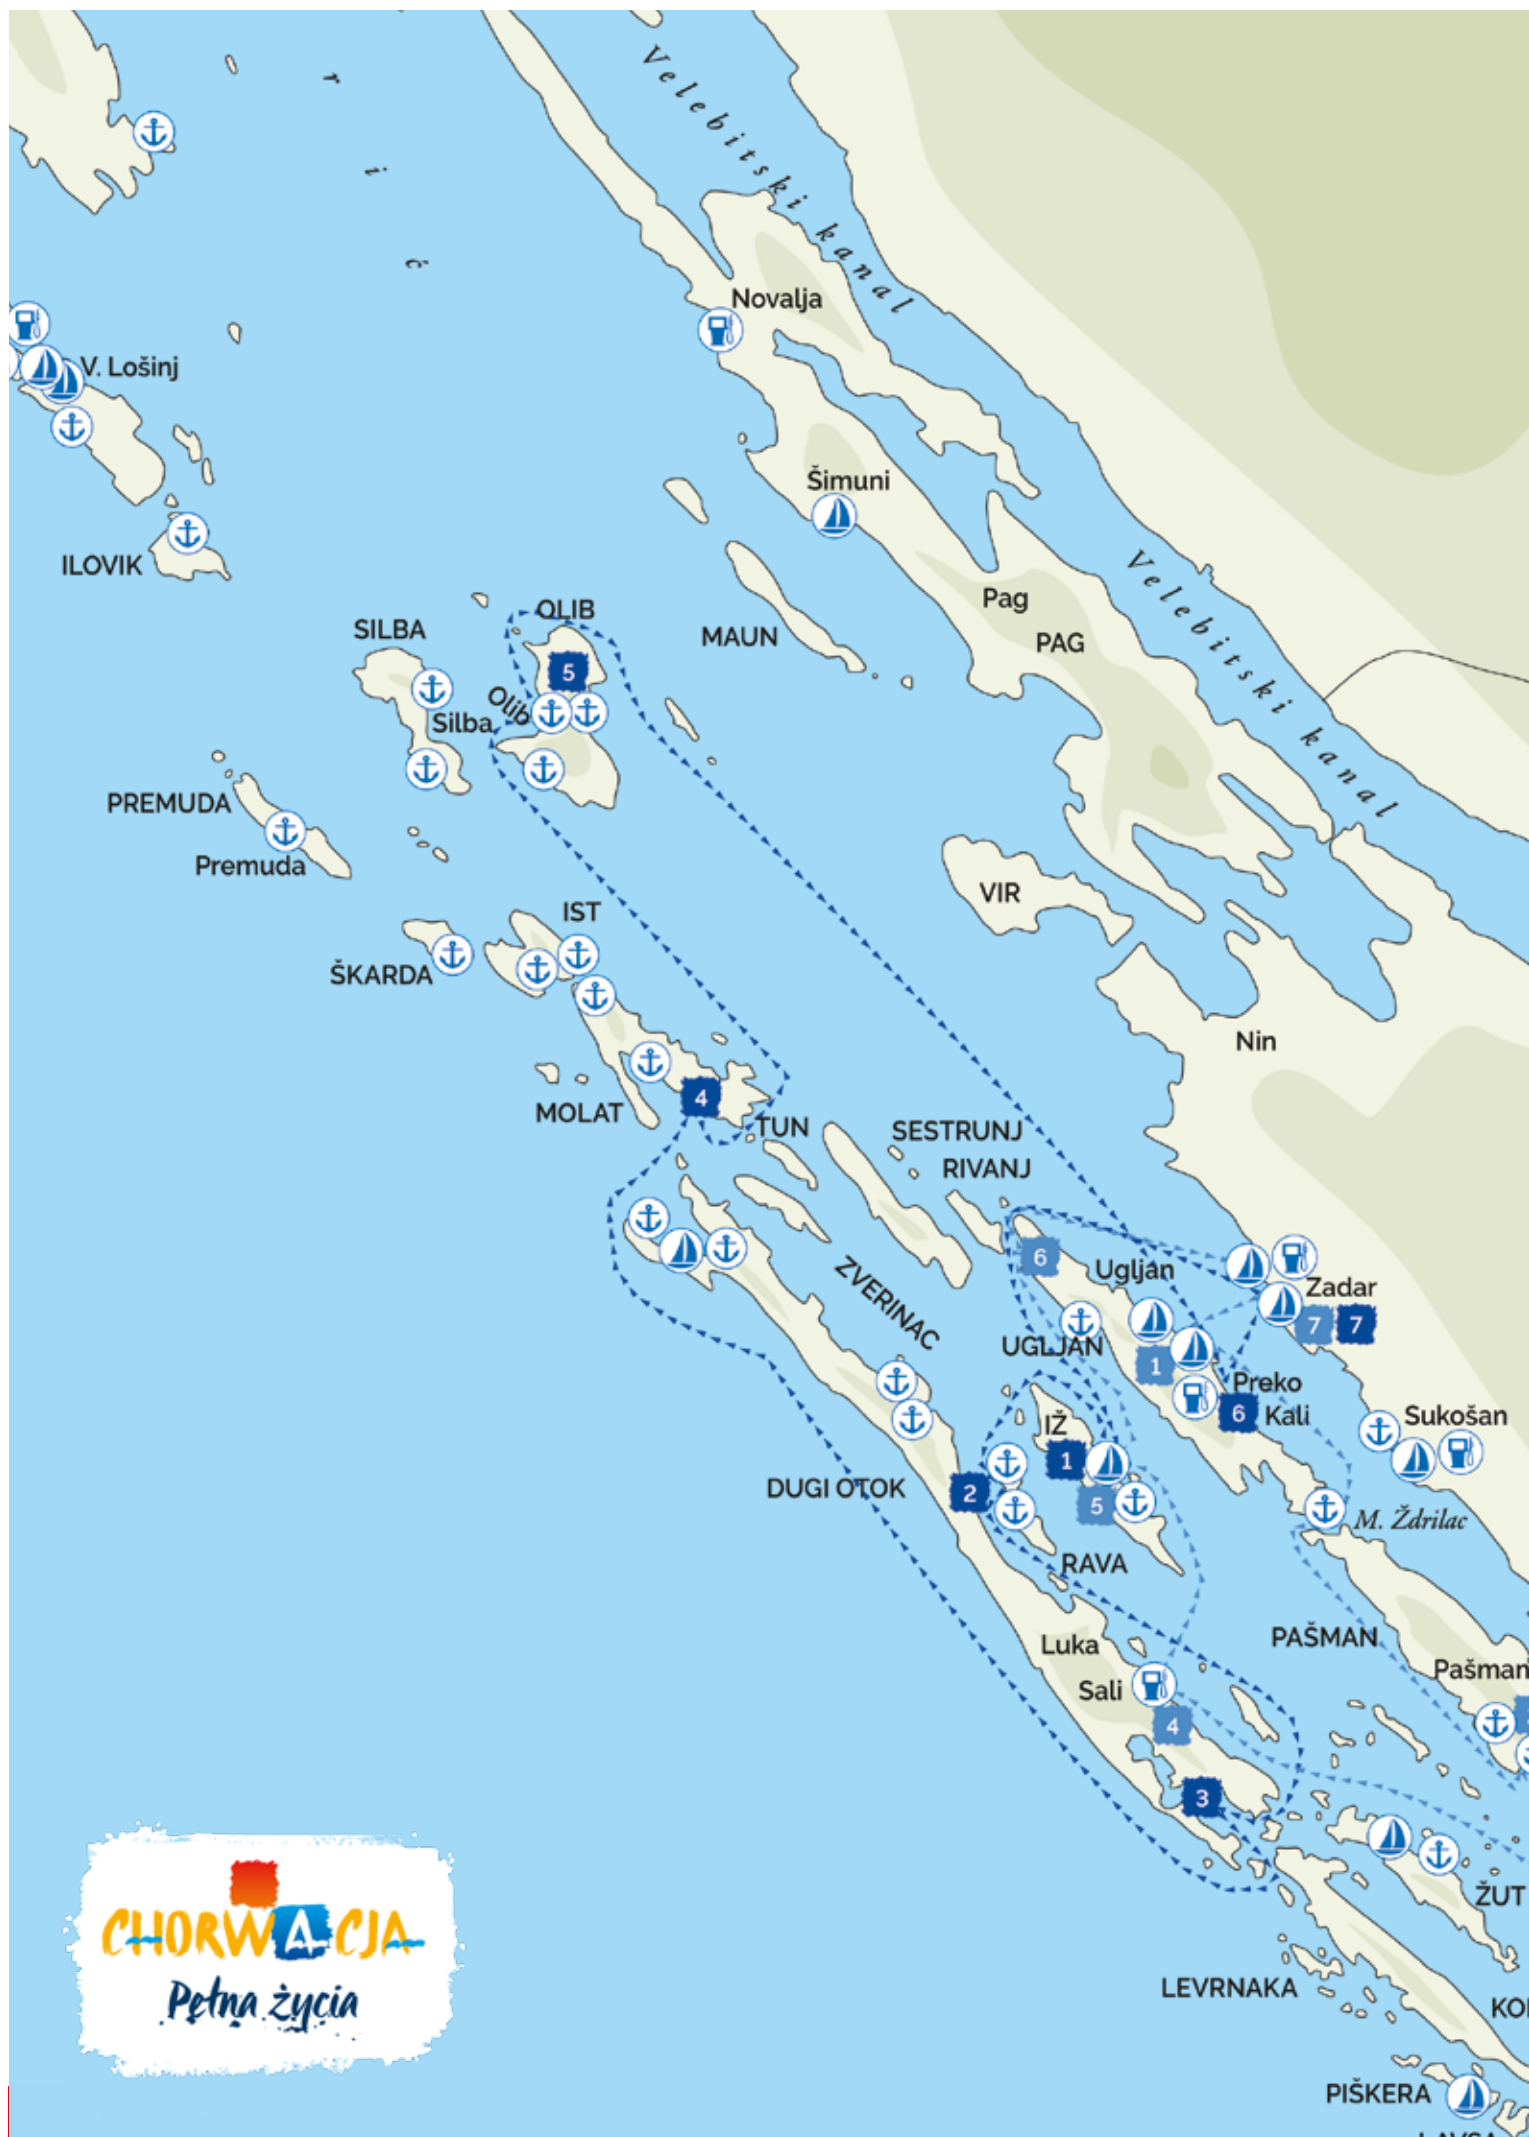 Velebitski kanal
r
i
ć
Novalja
V. Lošinj
Šimuni
ILOVIK
Velebitski kanal
Pag
OLIB
SILBA
MAUN
PAG
5
Olib
Silba
PREMUDA
Premuda
VIR
IST
ŠKARDA
Nin
4
MOLAT
TUN
SESTRUNJ
RIVANJ
6
Ugljan
Zadar
ZVERINAC
7
7
UGLJAN
1
Preko
6
Kali
IŽ
Sukošan
1
DUGI OTOK
2
5
M. Ždrilac
RAVA
Luka
PAŠMAN
Pašman
Sali
4
3
ŽUT
CHORWACJA
Pełna życia
LEVRNAKA
PIŠKERA